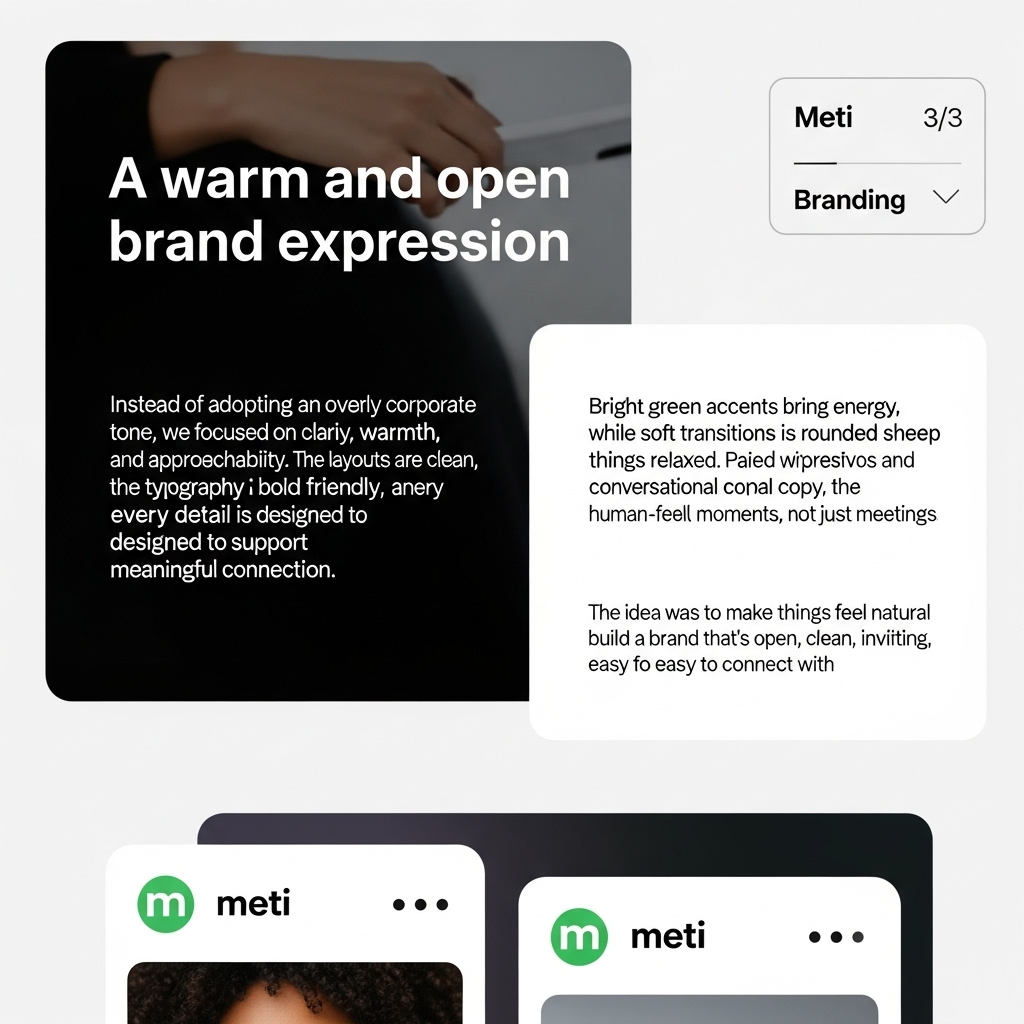 A warm and open
brand expression
Meti 3/3
Branding
Instead of adopting an overly corporate
tone, we focused on clariy, warmth,
and approechabiity. The layouts are clean,
the typography i bold friendly, anery
every detail is designed to
designed to support
meaningful connection.
Bright green accents bring energy,
while soft transitions is rounded sheep
things relaxed. Paied wipresivos and
conversational conal copy, the
human-feell moments, not just meetings
The idea was to make things feel natural
build a brand that's open, clean, inviiting,
easy fo easy to connect with
m meti
m meti